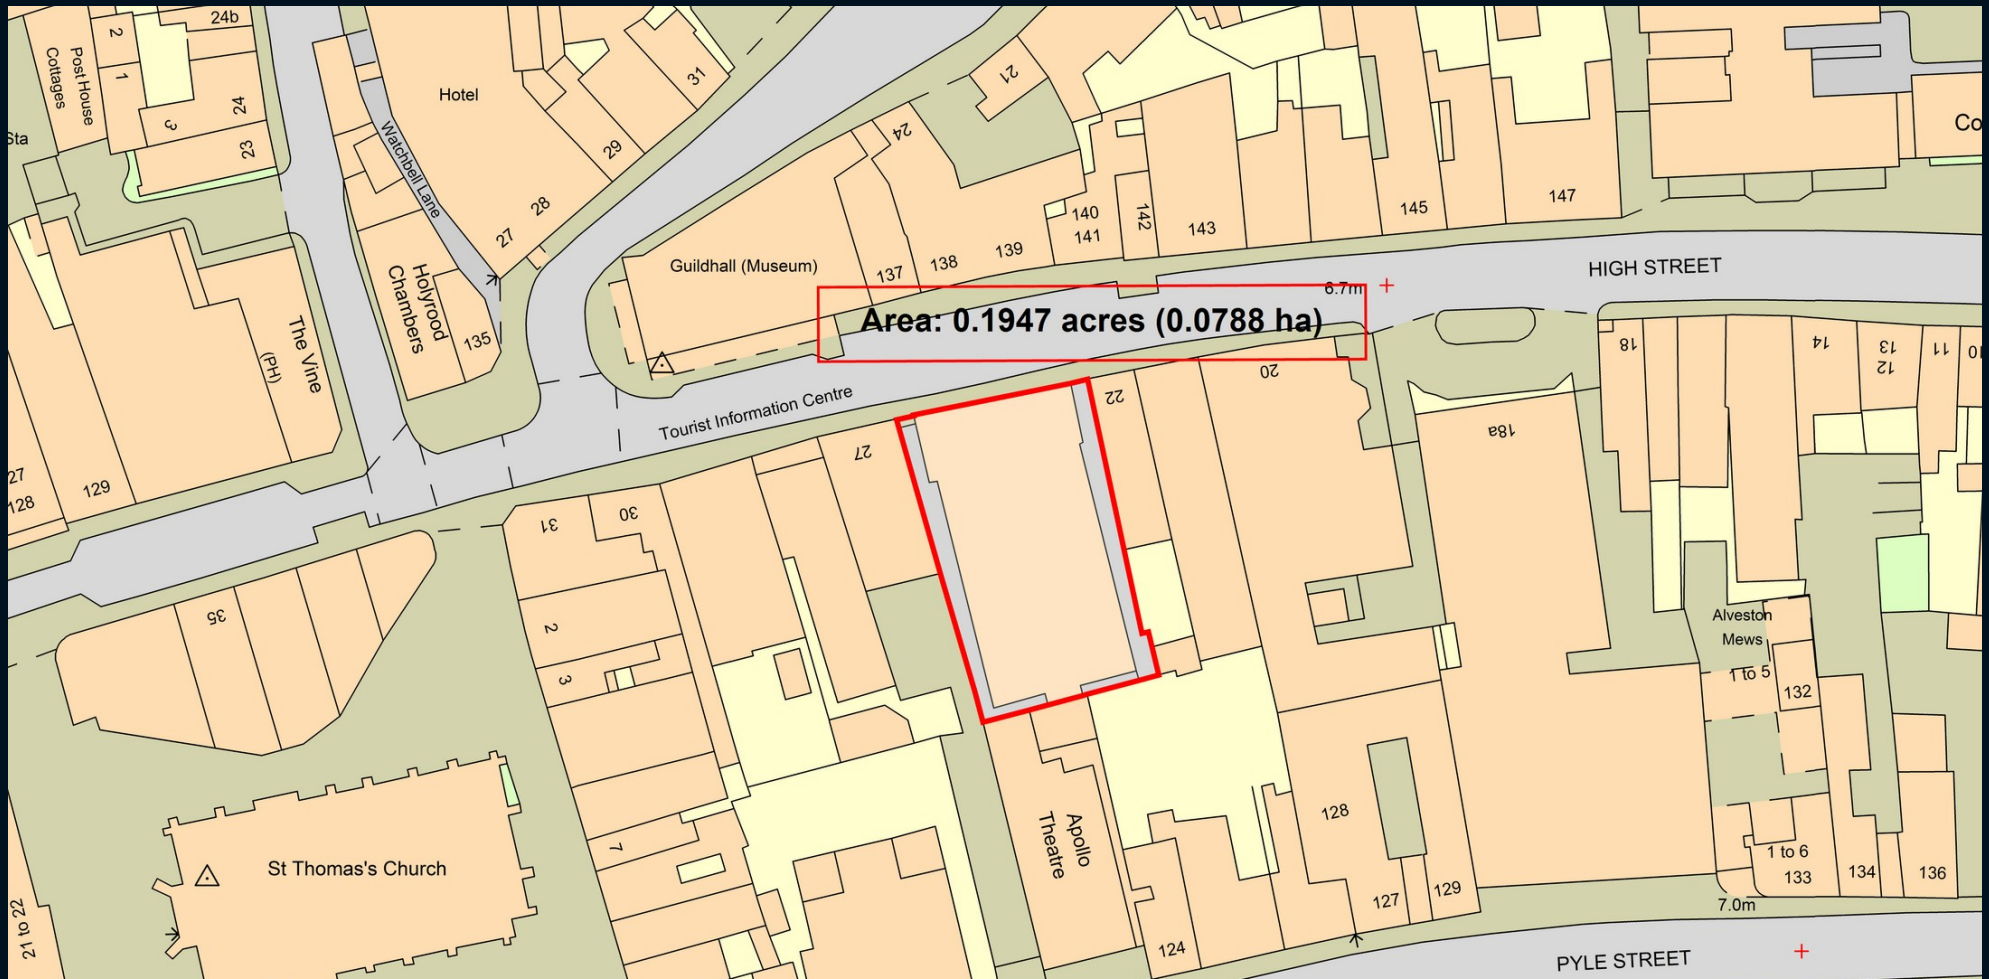 24b
2
1
Post House
Cottages
24
3
23
Sta
Hotel
31
29
28
27
Watchbell Lane
21
24
Guildhall (Museum)
137
138
139
140
141
142
143
145
147
Co
HIGH STREET
6.7m
Area: 0.1947 acres (0.0788 ha)
Holyrood
Chambers
135
The Vine
(PH)
27
128
129
Tourist Information Centre
27
22
20
18a
18
14
13
12
11
10
31
30
2
3
35
7
St Thomas's Church
21 to 22
Apollo
Theatre
124
128
127
129
Alveston
Mews
1 to 5
132
1 to 6
133
134
136
7.0m
PYLE STREET